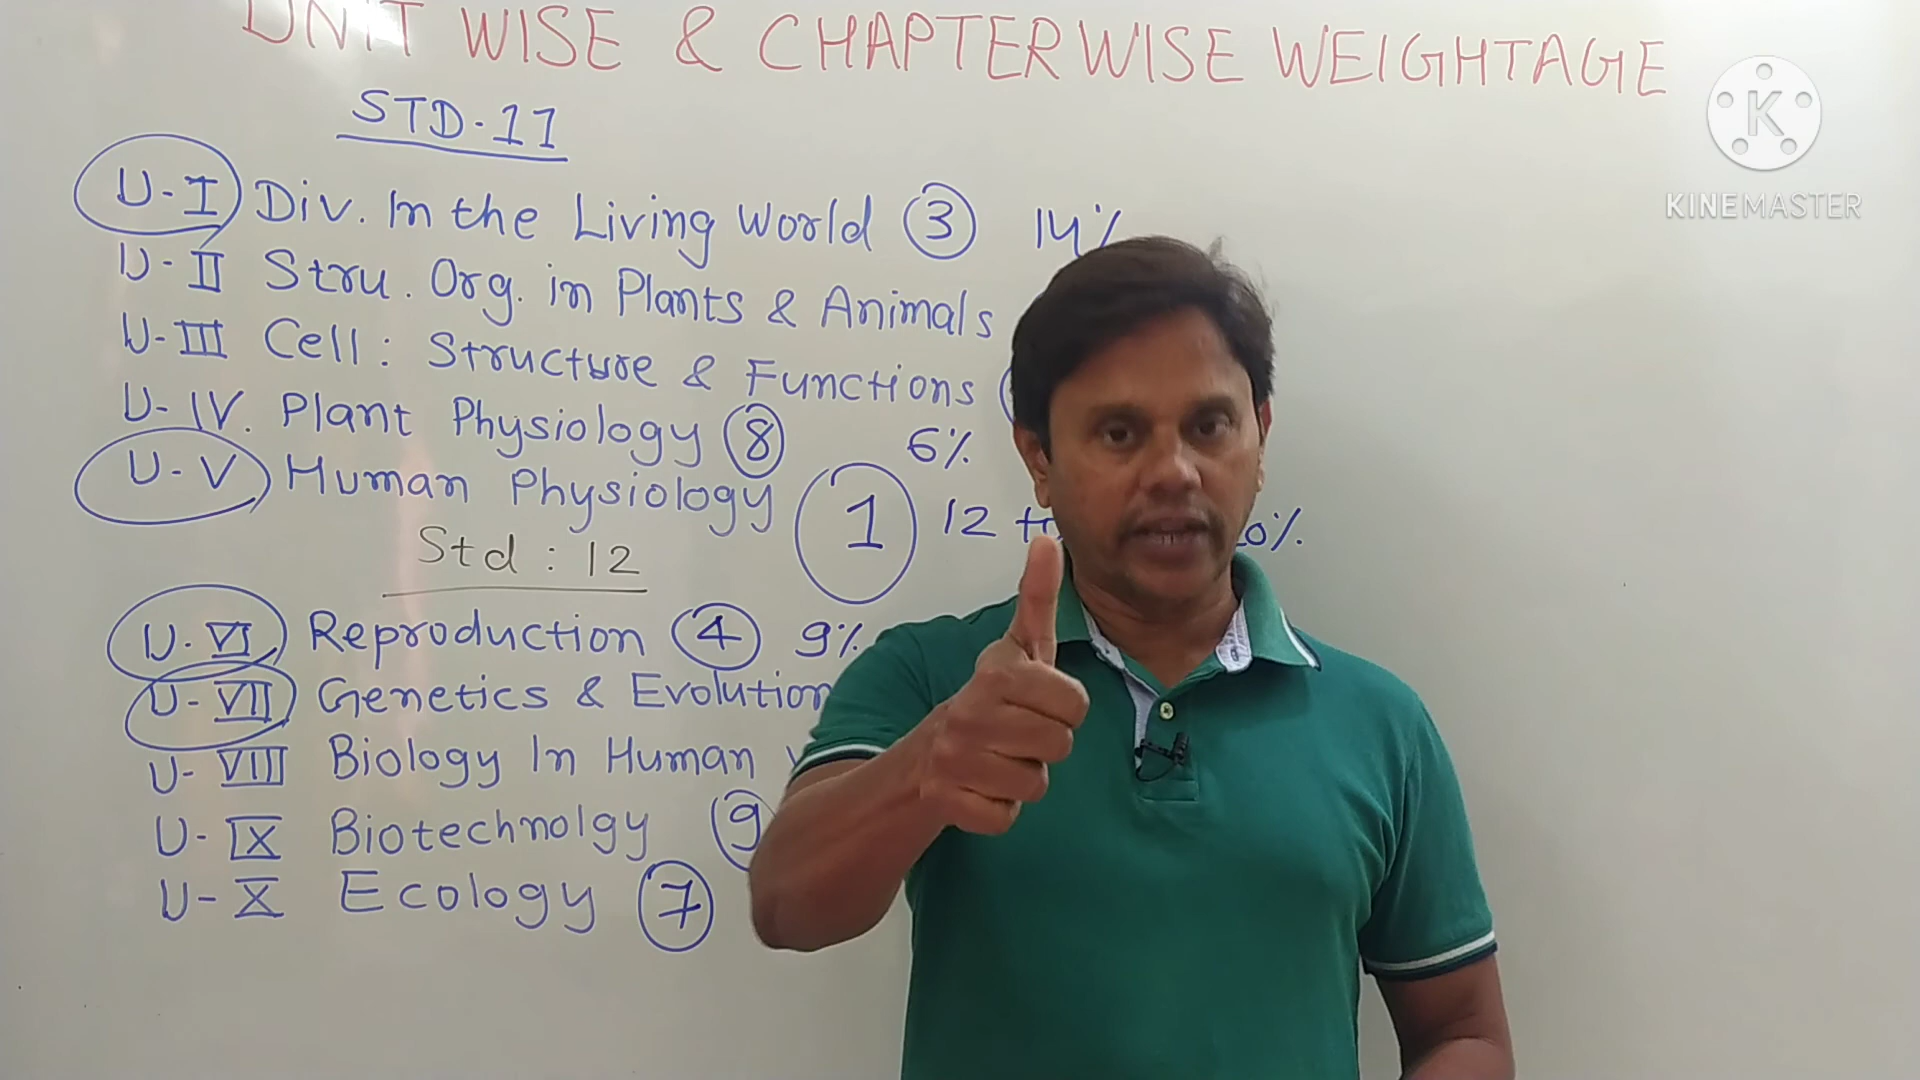 UNIT WISE & CHAPTERWISE WEIGHTAGE
STD-11
U-I Div. In the Living World 3 14%
U-II Stru. Org. in Plants & Animals
U-III Cell: Structure & Functions
U-IV. Plant Physiology 8 6%
U-V Human Physiology 1 12 to 20%
Std: 12
U-VI Reproduction 4 9%
U-VII Genetics & Evolution
U-VIII Biology In Human
U-IX Biotechnolgy 9
U-X Ecology 7
K
KINEMASTER